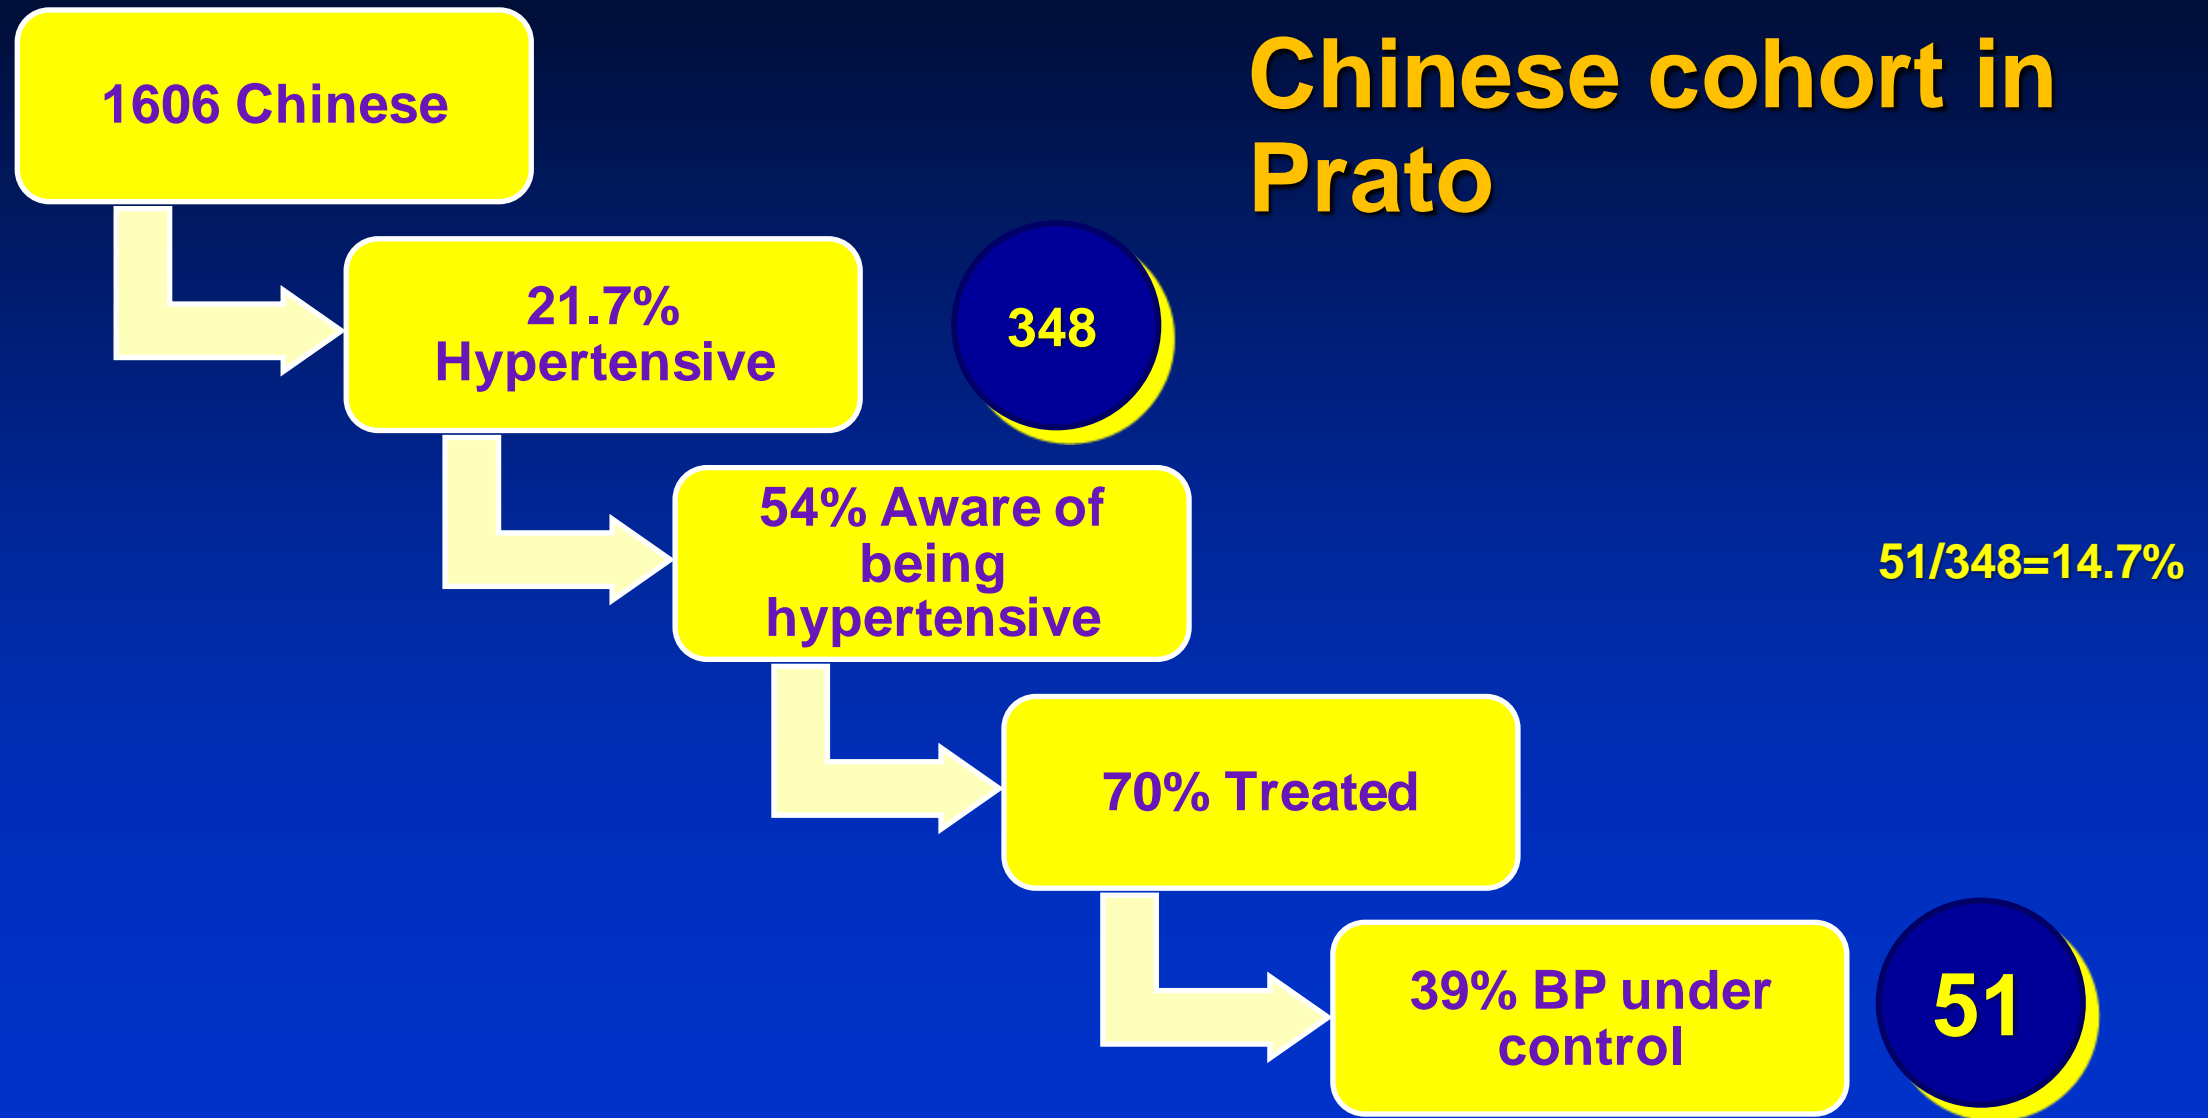 Chinese cohort in
Prato
1606 Chinese
21.7%
Hypertensive
348
54% Aware of
being
hypertensive
51/348=14.7%
70% Treated
39% BP under
control
51